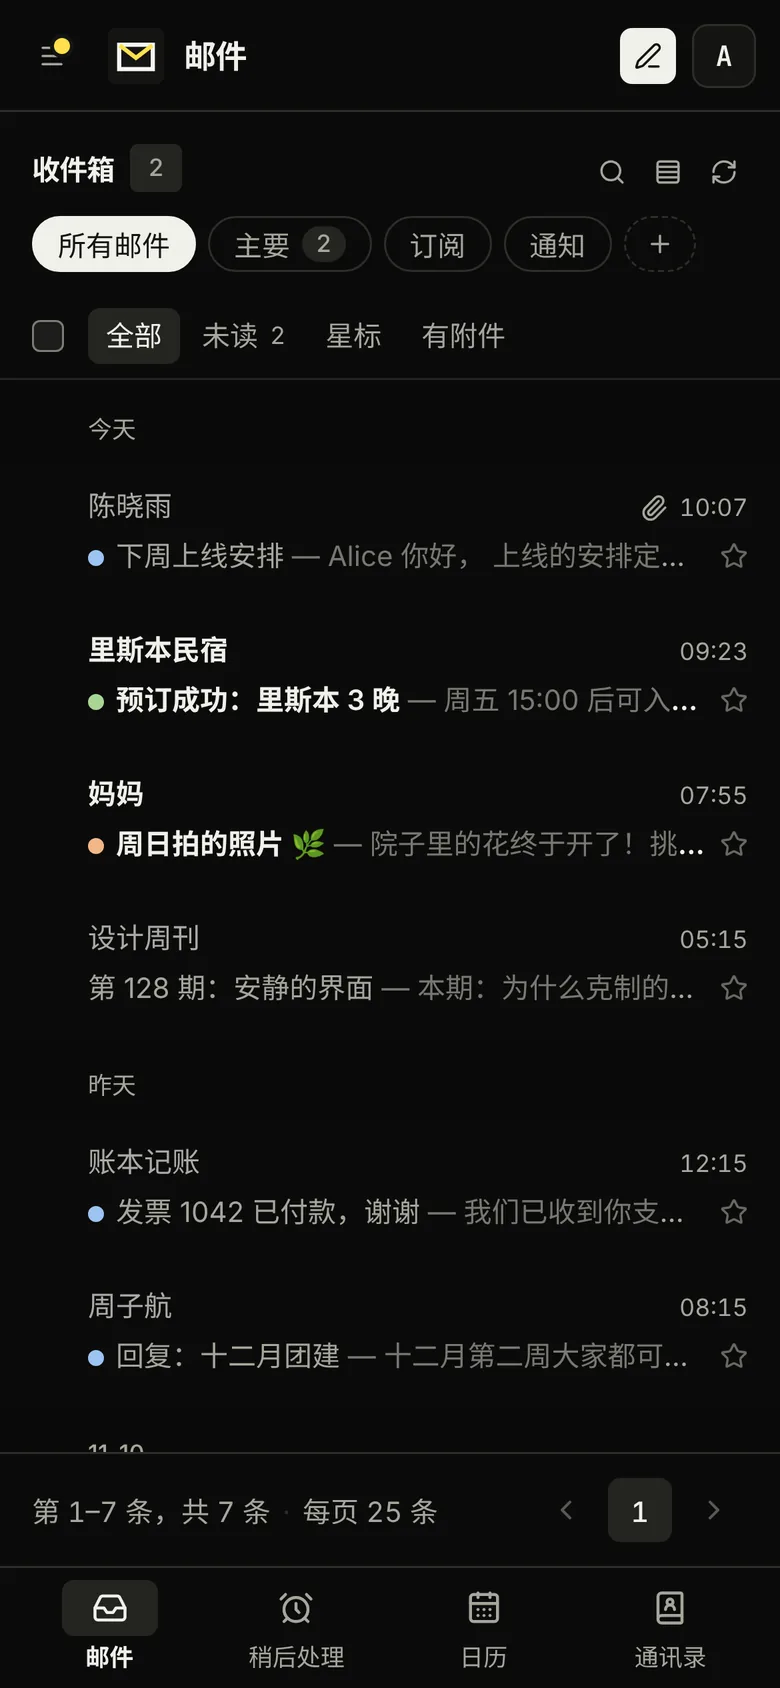 邮件
A
收件箱 2
所有邮件 主要 2 订阅 通知 +
全部 未读 2 星标 有附件
今天
陈晓雨 10:07
下周上线安排 — Alice 你好， 上线的安排定...
里斯本民宿 09:23
预订成功：里斯本 3 晚 — 周五 15:00 后可入...
妈妈 07:55
周日拍的照片 🌿 — 院子里的花终于开了！挑...
设计周刊 05:15
第 128 期：安静的界面 — 本期：为什么克制的...
昨天
账本记账 12:15
发票 1042 已付款，谢谢 — 我们已收到你支...
周子航 08:15
回复：十二月团建 — 十二月第二周大家都可...
第 1–7 条，共 7 条 · 每页 25 条 1
邮件 稍后处理 日历 通讯录